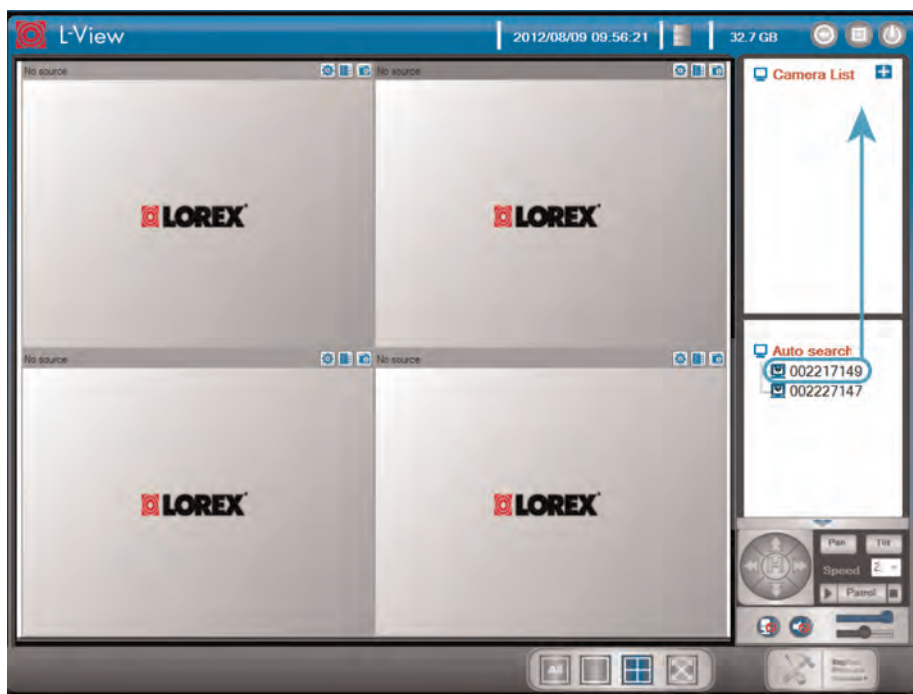 L-View
2012/08/09 09:56:21
32.7 GB
No source
No source
Camera List
LOREX
LOREX
No source
No source
Auto search
002217149
002227147
LOREX
LOREX
Pan
Tilt
Speed
2
Patrol
All